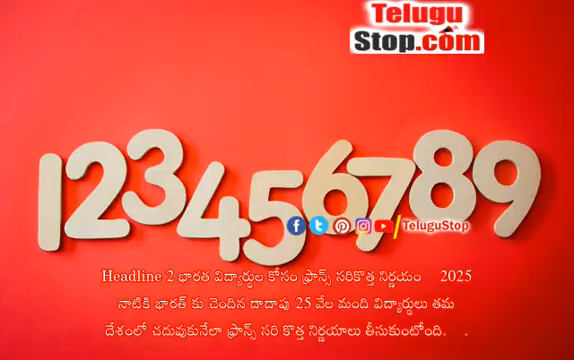 Telugu
Stop.com
123456789
/TeluguStop
Headline 2 భారత విద్యార్థుల కోసం ఫ్రాన్స్ సరికొత్త నిర్ణయం 2025
నాటికి భారత్ కు చెందిన దాదాపు 25 వేల మంది విద్యార్థులు తమ
దేశంలో చదువుకునేలా ఫ్రాన్స్ సరి కొత్త నిర్ణయాలు తీసుకుంటోంది. .